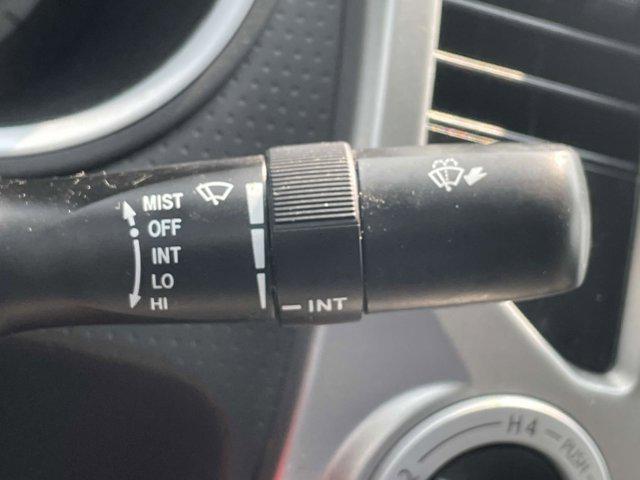 MIST
OFF
INT
LO
HI
— INT
H4
PUSH